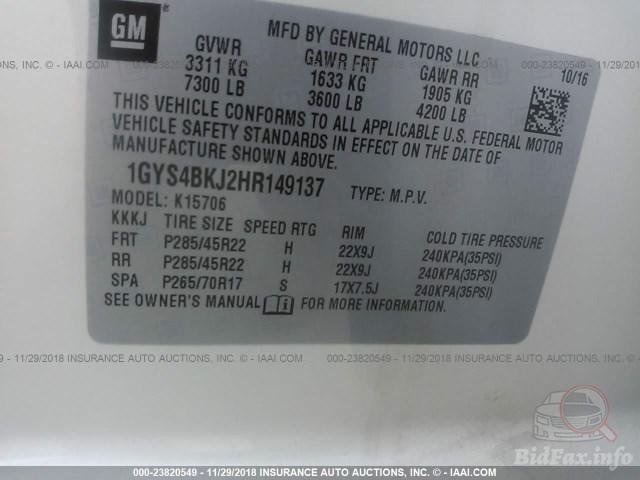 GM
MFD BY GENERAL MOTORS LLC
GVWR GAWR FRT GAWR RR 10/16
3311 KG 1633 KG 1905 KG
7300 LB 3600 LB 4200 LB
THIS VEHICLE CONFORMS TO ALL APPLICABLE U.S. FEDERAL MOTOR
VEHICLE SAFETY STANDARDS IN EFFECT ON THE DATE OF
MANUFACTURE SHOWN ABOVE.
1GYS4BKJ2HR149137 TYPE: M.P.V.
MODEL: K15706
KKKJ TIRE SIZE SPEED RTG RIM COLD TIRE PRESSURE
FRT P285/45R22 H 22X9J 240KPA(35PSI)
RR P285/45R22 H 22X9J 240KPA(35PSI)
SPA P265/70R17 S 17X7.5J 240KPA(35PSI)
SEE OWNER'S MANUAL i FOR MORE INFORMATION.
000-23820549 - 11/29/2018 INSURANCE AUTO AUCTIONS, INC. - © IAAI.COM
BidFax.info